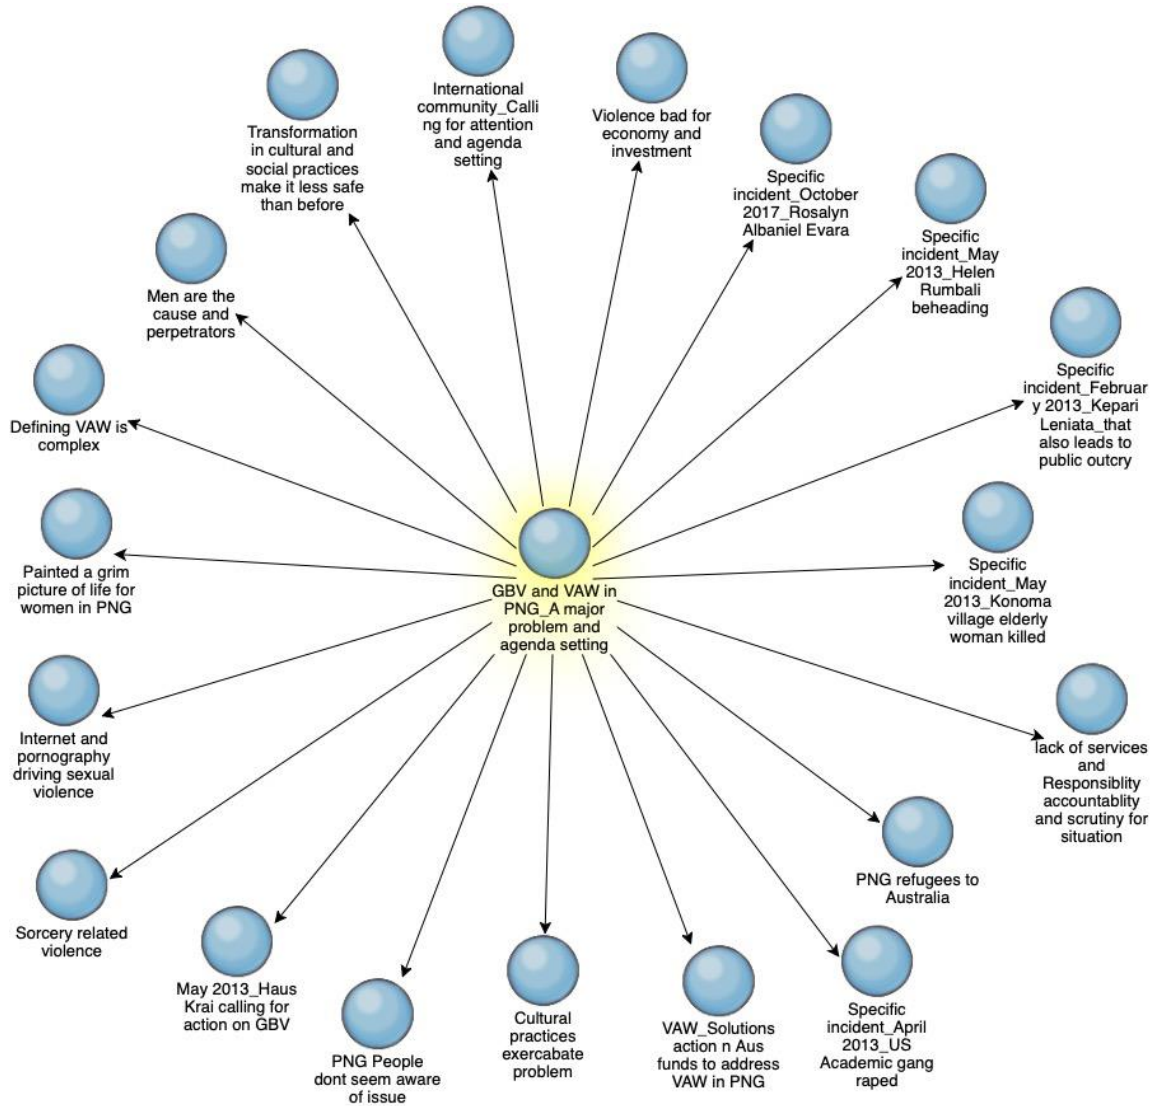 International
community_Calli
ng for attention
and agenda
setting
Violence bad for
economy and
investment
Transformation
in cultural and
social practices
make it less safe
than before
Specific
incident_October
2017_Rosalyn
Albaniel Evara
Specific
incident_May
2013_Helen
Rumbali
beheading
Men are the
cause and
perpetrators
Specific
incident_Februar
y 2013_Kepari
Leniata_that
also leads to
public outcry
Defining VAW is
complex
Painted a grim
picture of life for
women in PNG
GBV and VAW in
PNG_A major
problem and
agenda setting
Specific
incident_May
2013_Konoma
village elderly
woman killed
Internet and
pornography
driving sexual
violence
lack of services
and
Responsiblity
accountablity
and scrutiny for
situation
PNG refugees to
Australia
Sorcery related
violence
May 2013_Haus
Krai calling for
action on GBV
PNG People
dont seem aware
of issue
Cultural
practices
exercabate
problem
VAW_Solutions
action n Aus
funds to address
VAW in PNG
Specific
incident_April
2013_US
Academic gang
raped